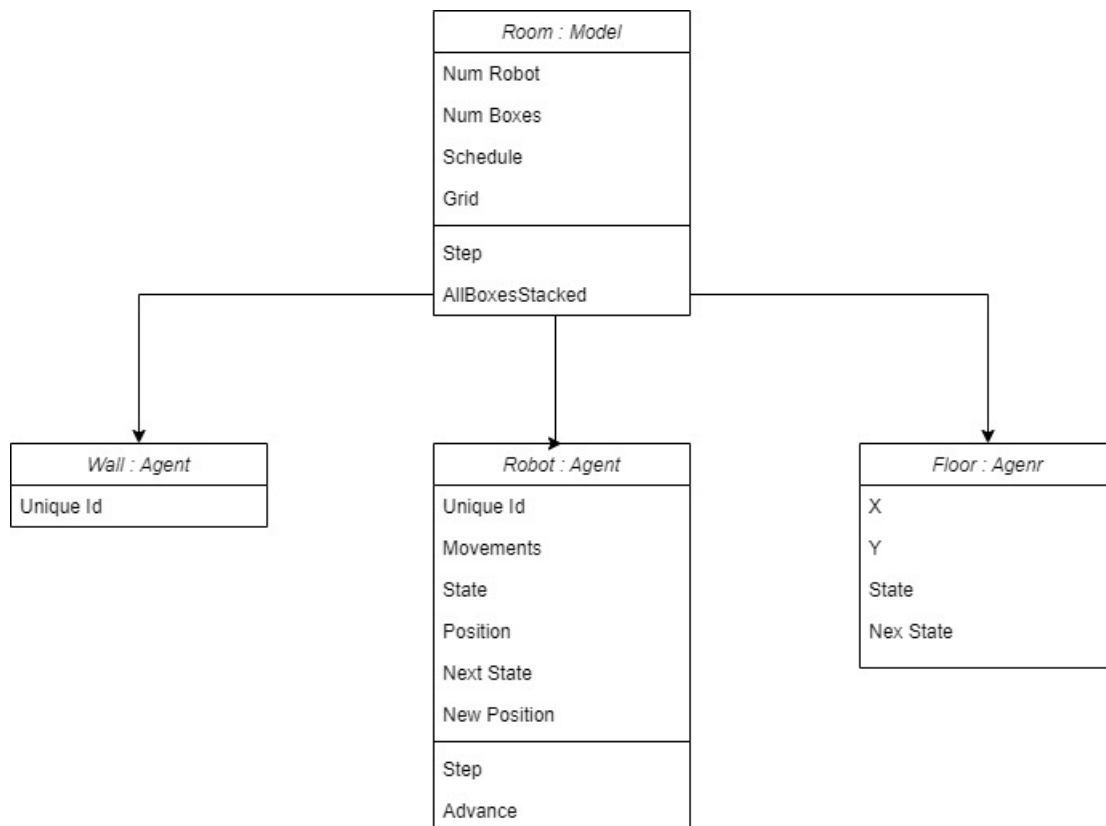 Room : Model
Num Robot
Num Boxes
Schedule
Grid
Step
AllBoxesStacked
Wall : Agent
Unique Id
Robot : Agent
Unique Id
Movements
State
Position
Next State
New Position
Step
Advance
Floor : Agenr
X
Y
State
Nex State